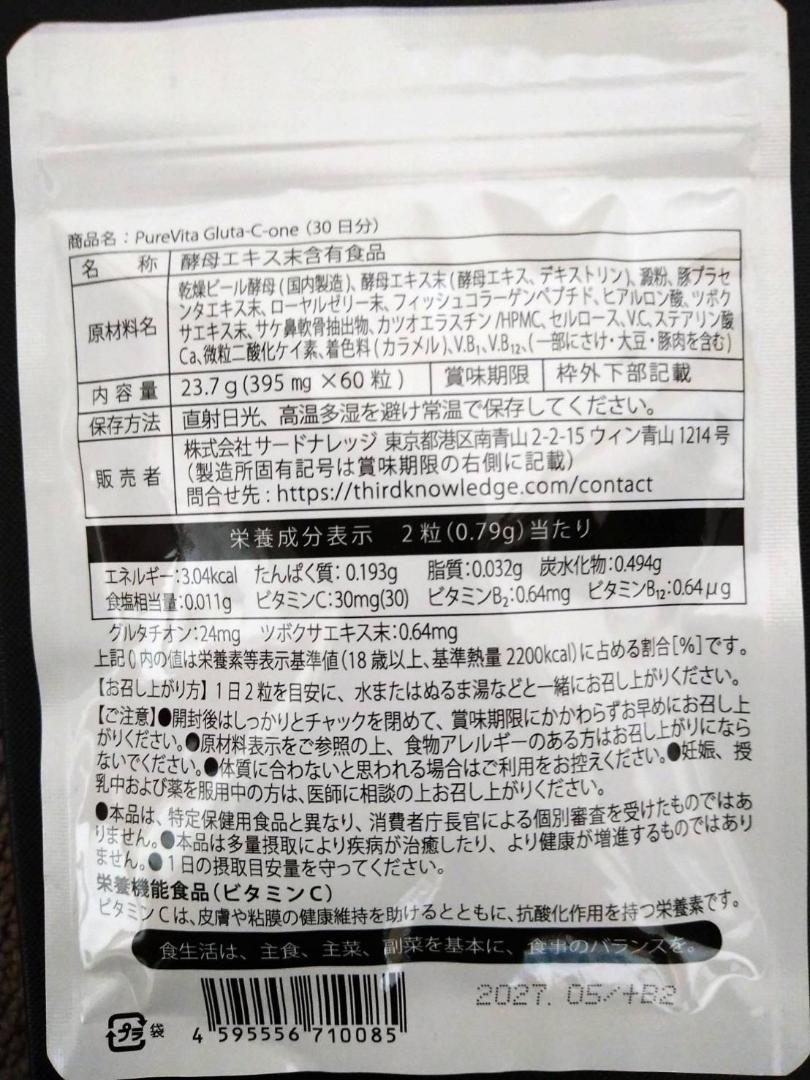 商品名：PureVita Gluta-C-one（30 日分）
名　称 酵母エキス末含有食品
原材料名 乾燥ビール酵母（国内製造）、酵母エキス末（酵母エキス、デキストリン）、澱粉、豚プラセ
ンタエキス末、ローヤルゼリー末、フィッシュコラーゲンペプチド、ヒアルロン酸、ツボク
サエキス末、サケ鼻軟骨抽出物、カツオエラスチン/HPMC、セルロース、V.C、ステアリン酸
Ca、微粒二酸化ケイ素、着色料（カラメル）、V.B₁、V.B₁₂、（一部にさけ・大豆・豚肉を含む）
内容量 23.7ｇ（395 mg ×60 粒） 賞味期限 枠外下部記載
保存方法 直射日光、高温多湿を避け常温で保存してください。
販売者 株式会社サードナレッジ 東京都港区南青山 2-2-15 ウィン青山 1214 号
（製造所固有記号は賞味期限の右側に記載）
問合せ先：https://thirdknowledge.com/contact
栄養成分表示　2 粒（0.79g）当たり
エネルギー：3.04kcal たんぱく質：0.193g 脂質：0.032g 炭水化物：0.494g
食塩相当量：0.011g ビタミンC：30mg(30) ビタミンB₂：0.64mg ビタミンB₁₂：0.64μg
グルタチオン：24mg ツボクサエキス末：0.64mg
上記（）内の値は栄養素等表示基準値（18 歳以上、基準熱量 2200kcal）に占める割合［%］です。
【お召し上がり方】1日2粒を目安に、水またはぬるま湯などと一緒にお召し上がりください。
【ご注意】●開封後はしっかりとチャックを閉めて、賞味期限にかかわらずお早めにお召し上
がりください。●原材料表示をご参照の上、食物アレルギーのある方はお召し上がりになら
ないでください。●体質に合わないと思われる場合はご利用をお控えください。●妊娠、授
乳中および薬を服用中の方は、医師に相談の上お召し上がりください。
●本品は、特定保健用食品と異なり、消費者庁長官による個別審査を受けたものではあ
りません。●本品は多量摂取により疾病が治癒したり、より健康が増進するものではあり
ません。●1日の摂取目安量を守ってください。
栄養機能食品（ビタミンC）
ビタミンCは、皮膚や粘膜の健康維持を助けるとともに、抗酸化作用を持つ栄養素です。
食生活は、主食、主菜、副菜を基本に、食事のバランスを。
2027. 05/+B2
プラ 袋
4 595556 710085